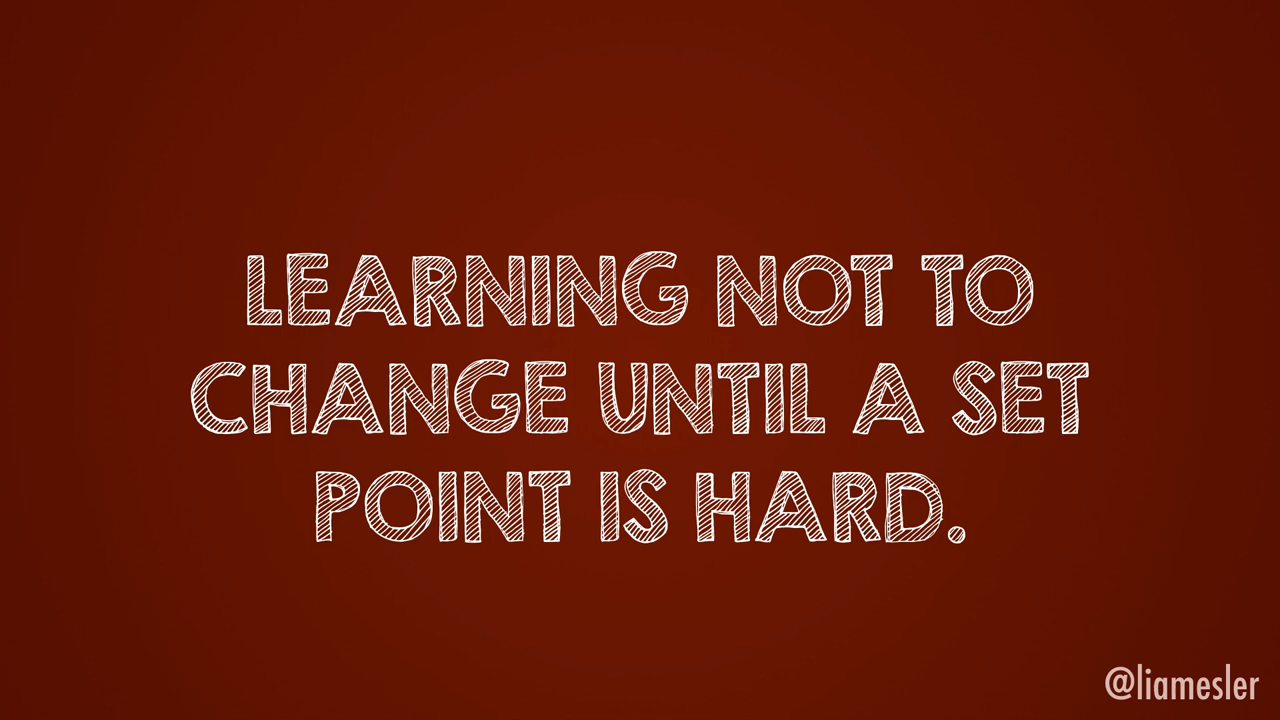 LEARNING NOT TO
CHANGE UNTIL A SET
POINT IS HARD.
@liamesler